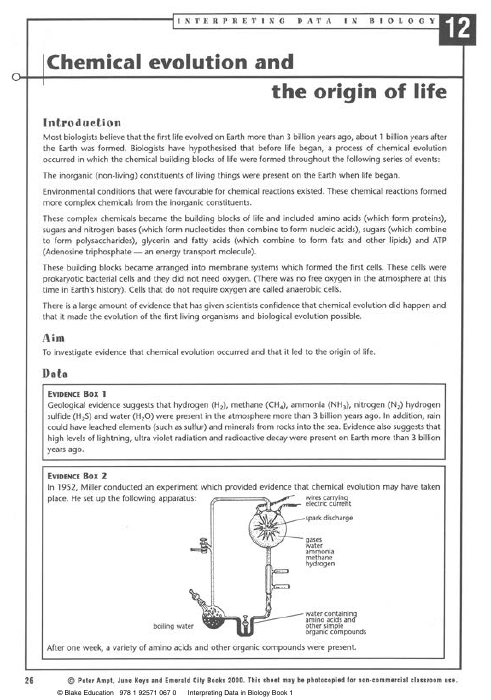 INTERPRETING DATA IN BIOLOGY
12
Chemical evolution and
the origin of life
Introduction
Most biologists believe that the first life evolved on Earth more than 3 billion years ago, about 1 billion years after
the Earth was formed. Biologists have hypothesised that before life began, a process of chemical evolution
occurred in which the chemical building blocks of life were formed throughout the following series of events:
The inorganic (non-living) constituents of living things were present on the Earth when life began.
Environmental conditions that were favourable for chemical reactions existed. These chemical reactions formed
more complex chemicals from the inorganic constituents.
These complex chemicals became the building blocks of life and included amino acids (which form proteins),
sugars and nitrogen bases (which form nucleotides then combine to form nucleic acids), sugars (which combine
to form polysaccharides), glycerin and fatty acids (which combine to form fats and other lipids) and ATP
(Adenosine triphosphate — an energy transport molecule).
These building blocks became arranged into membrane systems which formed the first cells. These cells were
prokaryotic bacterial cells and they did not need oxygen. (There was no free oxygen in the atmosphere at this
time in Earth's history). Cells that do not require oxygen are called anaerobic cells.
There is a large amount of evidence that has given scientists confidence that chemical evolution did happen and
that it made the evolution of the first living organisms and biological evolution possible.
Aim
To investigate evidence that chemical evolution occurred and that it led to the origin of life.
Data
EVIDENCE BOX 1
Geological evidence suggests that hydrogen (H₂), methane (CH₄), ammonia (NH₃), nitrogen (N₂) hydrogen
sulfide (H₂S) and water (H₂O) were present in the atmosphere more than 3 billion years ago. In addition, rain
could have leached elements (such as sulfur) and minerals from rocks into the sea. Evidence also suggests that
high levels of lightning, ultra violet radiation and radioactive decay were present on Earth more than 3 billion
years ago.
EVIDENCE BOX 2
In 1952, Miller conducted an experiment which provided evidence that chemical evolution may have taken
place. He set up the following apparatus:
wires carrying
electric current
spark discharge
gases
water
ammonia
methane
hydrogen
water containing
amino acids and
other simple
organic compounds
boiling water
After one week, a variety of amino acids and other organic compounds were present.
26
© Peter Ampt, June Keys and Emerald City Books 2000. This sheet may be photocopied for non-commercial classroom use.
© Blake Education 978 1 92571 067 0 Interpreting Data in Biology Book 1